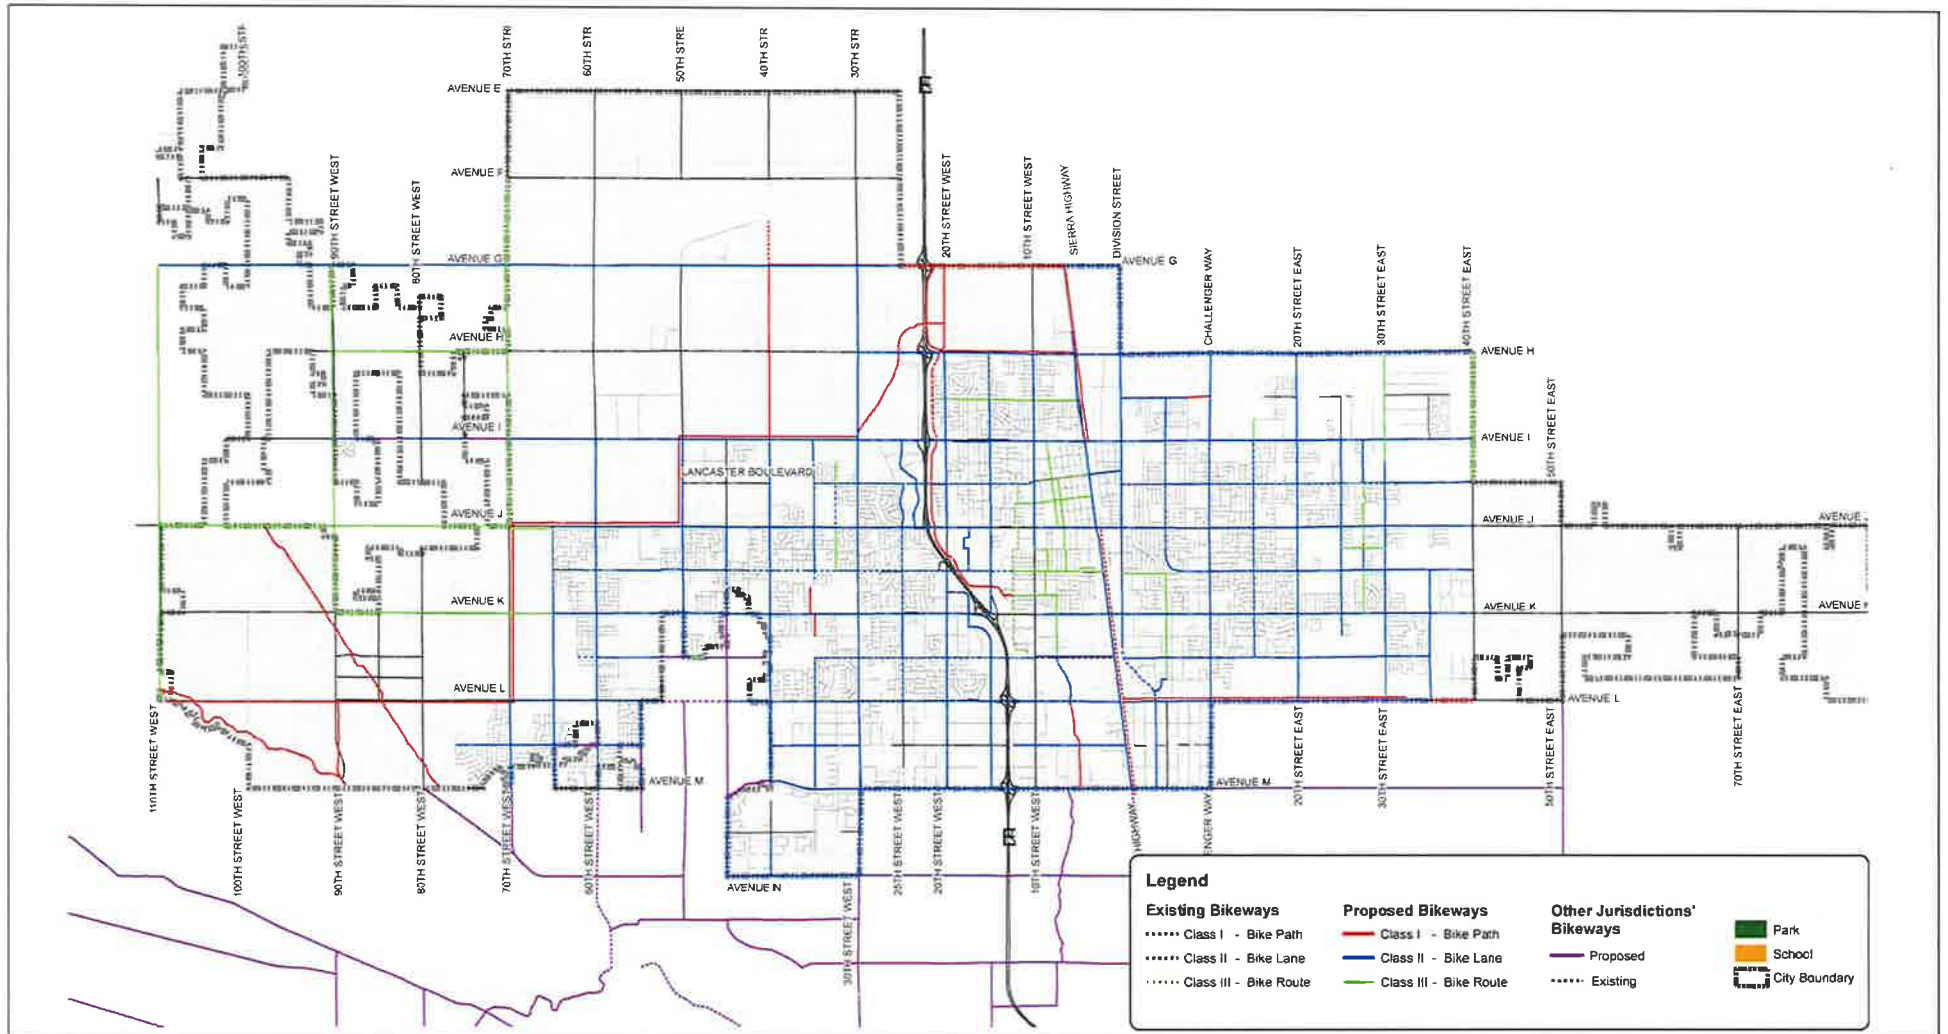 100TH STR
70TH STR
60TH STR
50TH STRE
40TH STR
30TH STR
AVENUE E
AVENUE F
90TH STREET WEST
80TH STREET WEST
20TH STREET WEST
10TH STREET WEST
SIERRA HIGHWAY
DIVISION STREET
AVENUE G
AVENUE G
CHALLENGER WAY
20TH STREET EAST
30TH STREET EAST
40TH STREET EAST
AVENUE H
AVENUE H
50TH STREET EAST
AVENUE I
AVENUE I
LANCASTER BOULEVARD
AVENUE J
AVENUE J
AVENUE
AVENUE K
AVENUE K
AVENUE
AVENUE L
AVENUE L
110TH STREET WEST
100TH STREET WEST
90TH STREET WEST
80TH STREET WEST
70TH STREET WEST
60TH STREET WEST
AVENUE M
AVENUE N
30TH STREET WEST
25TH STREET WEST
20TH STREET WEST
10TH STREET WEST
HIGHWAY
ENGER WAY
AVENUE M
20TH STREET EAST
30TH STREET EAST
50TH STREET EAST
70TH STREET EAST
Legend
Existing Bikeways
Class I - Bike Path
Class II - Bike Lane
Class III - Bike Route
Proposed Bikeways
Class I - Bike Path
Class II - Bike Lane
Class III - Bike Route
Other Jurisdictions'
Bikeways
Proposed
Existing
Park
School
City Boundary